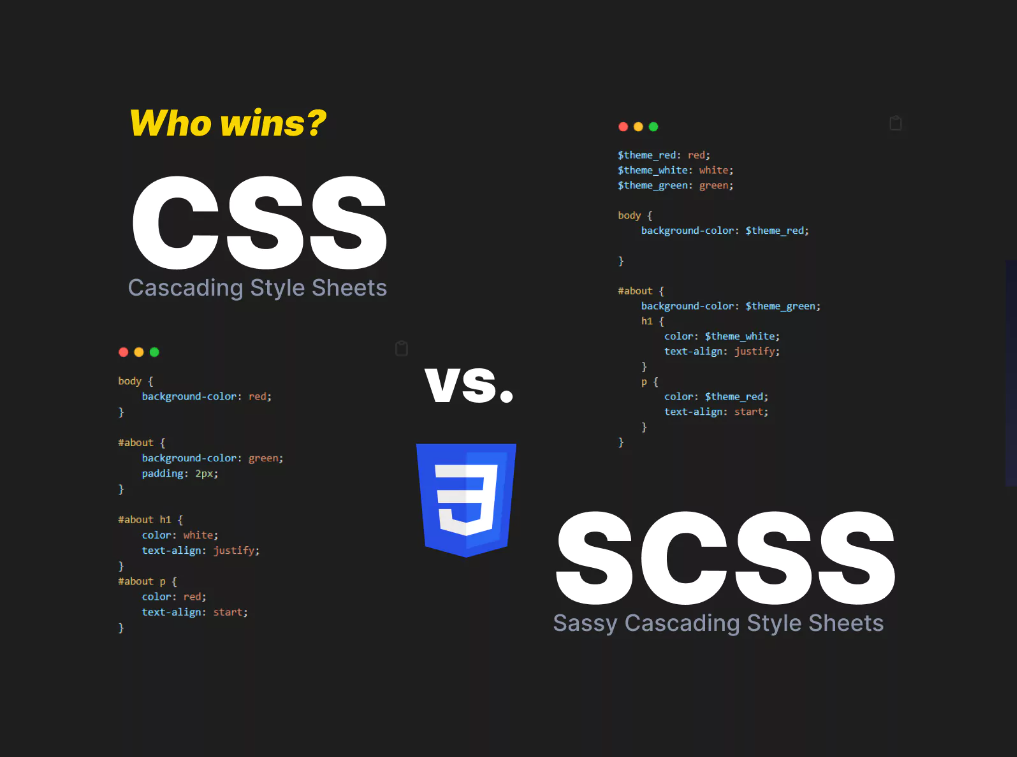 Who wins?
CSS
Cascading Style Sheets
body {
    background-color: red;
}

#about {
    background-color: green;
    padding: 2px;
}

#about h1 {
    color: white;
    text-align: justify;
}
#about p {
    color: red;
    text-align: start;
}
vs.
$theme_red: red;
$theme_white: white;
$theme_green: green;

body {
    background-color: $theme_red;

}

#about {
    background-color: $theme_green;
    h1 {
        color: $theme_white;
        text-align: justify;
    }
    p {
        color: $theme_red;
        text-align: start;
    }
}
SCSS
Sassy Cascading Style Sheets